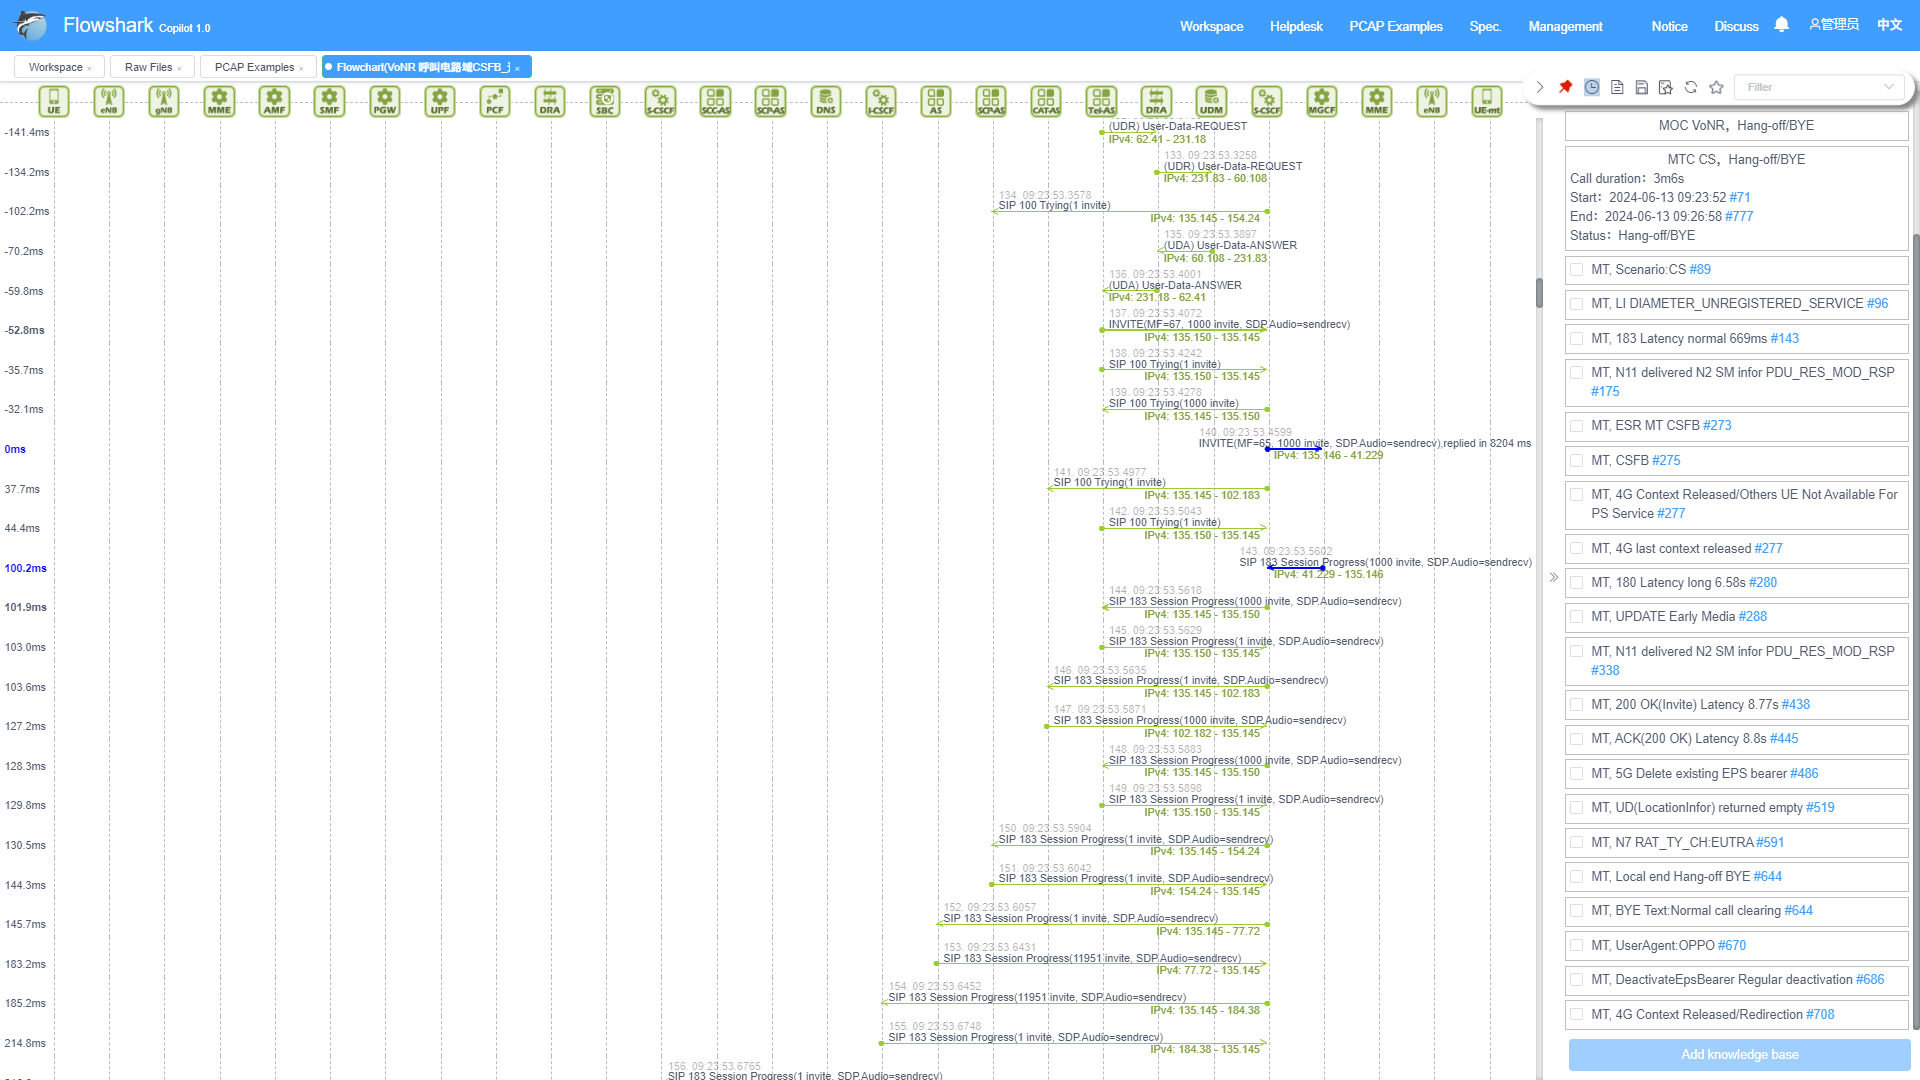 Flowshark Copilot 1.0
Workspace Helpdesk PCAP Examples Spec. Management Notice Discuss 管理员 中文
Workspace × Raw Files × PCAP Examples × Flowchart(VoNR 呼叫电路域CSFB_ ×
UE eNB gNB MME AMF SMF PGW UPF PCF DRA SBC S-CSCF SCC-AS SCP-AS DNS I-CSCF AS SCP-AS CAT-AS Tel-AS DRA UDM S-CSCF MGCF MME eNB UE-mt
Filter
-141.4ms
(UDR) User-Data-REQUEST
IPv4: 62.41 - 231.18
133. 09:23:53.3258
-134.2ms
(UDR) User-Data-REQUEST
IPv4: 231.83 - 60.108
134. 09:23:53.3578
-102.2ms
SIP 100 Trying(1 invite)
IPv4: 135.145 - 154.24
135. 09:23:53.3897
-70.2ms
(UDA) User-Data-ANSWER
IPv4: 60.108 - 231.83
136. 09:23:53.4001
-59.8ms
(UDA) User-Data-ANSWER
IPv4: 231.18 - 62.41
137. 09:23:53.4072
-52.8ms
INVITE(MF=67, 1000 invite, SDP.Audio=sendrecv)
IPv4: 135.150 - 135.145
138. 09:23:53.4242
-35.7ms
SIP 100 Trying(1 invite)
IPv4: 135.150 - 135.145
139. 09:23:53.4278
-32.1ms
SIP 100 Trying(1000 invite)
IPv4: 135.145 - 135.150
140. 09:23:53.4599
0ms
INVITE(MF=65, 1000 invite, SDP.Audio=sendrecv),replied in 8204 ms
IPv4: 135.146 - 41.229
141. 09:23:53.4977
37.7ms
SIP 100 Trying(1 invite)
IPv4: 135.145 - 102.183
142. 09:23:53.5043
44.4ms
SIP 100 Trying(1 invite)
IPv4: 135.150 - 135.145
143. 09:23:53.5602
100.2ms
SIP 183 Session Progress(1000 invite, SDP.Audio=sendrecv)
IPv4: 41.229 - 135.146
144. 09:23:53.5618
101.9ms
SIP 183 Session Progress(1000 invite, SDP.Audio=sendrecv)
IPv4: 135.145 - 135.150
145. 09:23:53.5629
103.0ms
SIP 183 Session Progress(1 invite, SDP.Audio=sendrecv)
IPv4: 135.150 - 135.145
146. 09:23:53.5635
103.6ms
SIP 183 Session Progress(1 invite, SDP.Audio=sendrecv)
IPv4: 135.145 - 102.183
147. 09:23:53.5871
127.2ms
SIP 183 Session Progress(1000 invite, SDP.Audio=sendrecv)
IPv4: 102.182 - 135.145
148. 09:23:53.5883
128.3ms
SIP 183 Session Progress(1000 invite, SDP.Audio=sendrecv)
IPv4: 135.145 - 135.150
149. 09:23:53.5898
129.8ms
SIP 183 Session Progress(1 invite, SDP.Audio=sendrecv)
IPv4: 135.150 - 135.145
150. 09:23:53.5904
130.5ms
SIP 183 Session Progress(1 invite, SDP.Audio=sendrecv)
IPv4: 135.145 - 154.24
151. 09:23:53.6042
144.3ms
SIP 183 Session Progress(1 invite, SDP.Audio=sendrecv)
IPv4: 154.24 - 135.145
152. 09:23:53.6057
145.7ms
SIP 183 Session Progress(1 invite, SDP.Audio=sendrecv)
IPv4: 135.145 - 77.72
153. 09:23:53.6431
183.2ms
SIP 183 Session Progress(11951 invite, SDP.Audio=sendrecv)
IPv4: 77.72 - 135.145
154. 09:23:53.6452
185.2ms
SIP 183 Session Progress(11951 invite, SDP.Audio=sendrecv)
IPv4: 135.145 - 184.38
155. 09:23:53.6748
214.8ms
SIP 183 Session Progress(1 invite, SDP.Audio=sendrecv)
IPv4: 184.38 - 135.145
156. 09:23:53.6765
SIP 183 Session Progress(1 invite, SDP.Audio=sendrecv)
MOC VoNR，Hang-off/BYE
MTC CS，Hang-off/BYE
Call duration：3m6s
Start：2024-06-13 09:23:52 #71
End：2024-06-13 09:26:58 #777
Status：Hang-off/BYE
MT, Scenario:CS #89
MT, LI DIAMETER_UNREGISTERED_SERVICE #96
MT, 183 Latency normal 669ms #143
MT, N11 delivered N2 SM infor PDU_RES_MOD_RSP
#175
MT, ESR MT CSFB #273
MT, CSFB #275
MT, 4G Context Released/Others UE Not Available For
PS Service #277
MT, 4G last context released #277
MT, 180 Latency long 6.58s #280
MT, UPDATE Early Media #288
MT, N11 delivered N2 SM infor PDU_RES_MOD_RSP
#338
MT, 200 OK(Invite) Latency 8.77s #438
MT, ACK(200 OK) Latency 8.8s #445
MT, 5G Delete existing EPS bearer #486
MT, UD(LocationInfor) returned empty #519
MT, N7 RAT_TY_CH:EUTRA #591
MT, Local end Hang-off BYE #644
MT, BYE Text:Normal call clearing #644
MT, UserAgent:OPPO #670
MT, DeactivateEpsBearer Regular deactivation #686
MT, 4G Context Released/Redirection #708
Add knowledge base